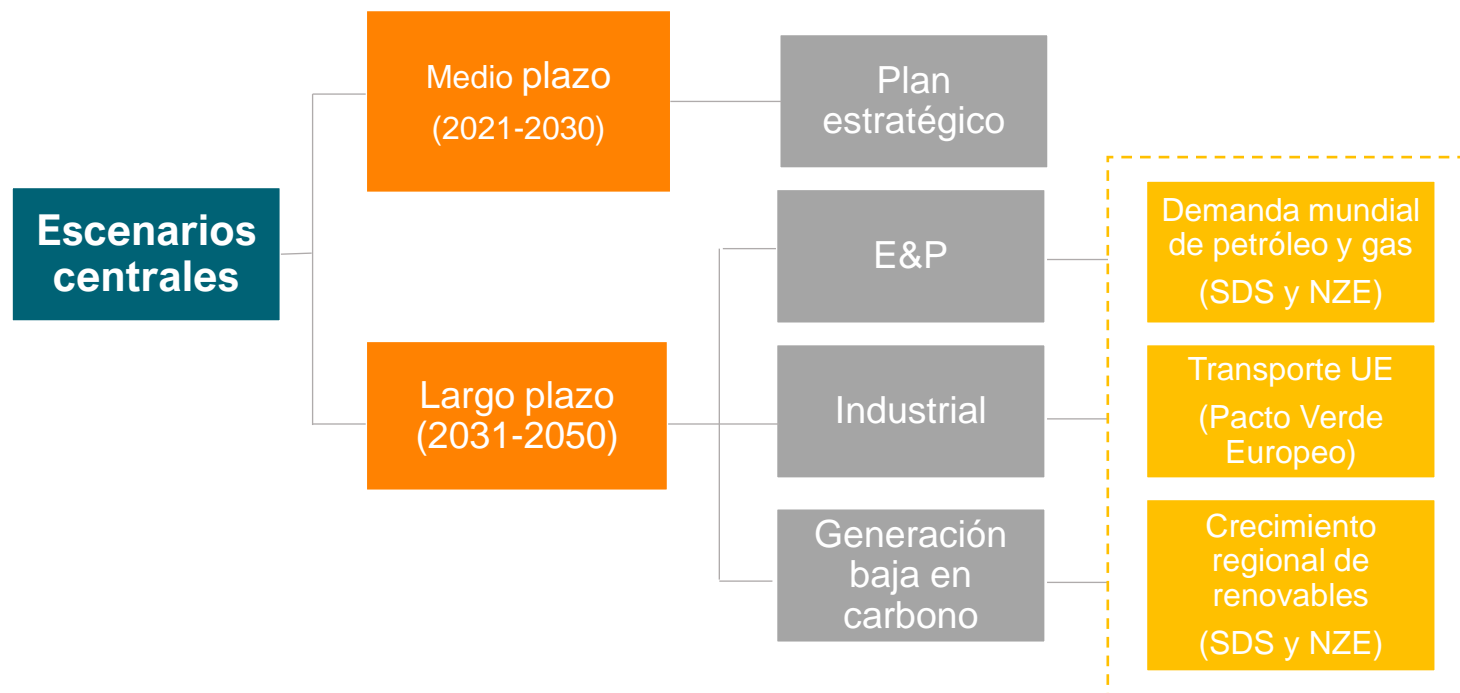 Escenarios
centrales
Medio plazo
(2021-2030)
Plan
estratégico
Largo plazo
(2031-2050)
E&P
Demanda mundial
de petróleo y gas
(SDS y NZE)
Industrial
Transporte UE
(Pacto Verde
Europeo)
Generación
baja en
carbono
Crecimiento
regional de
renovables
(SDS y NZE)